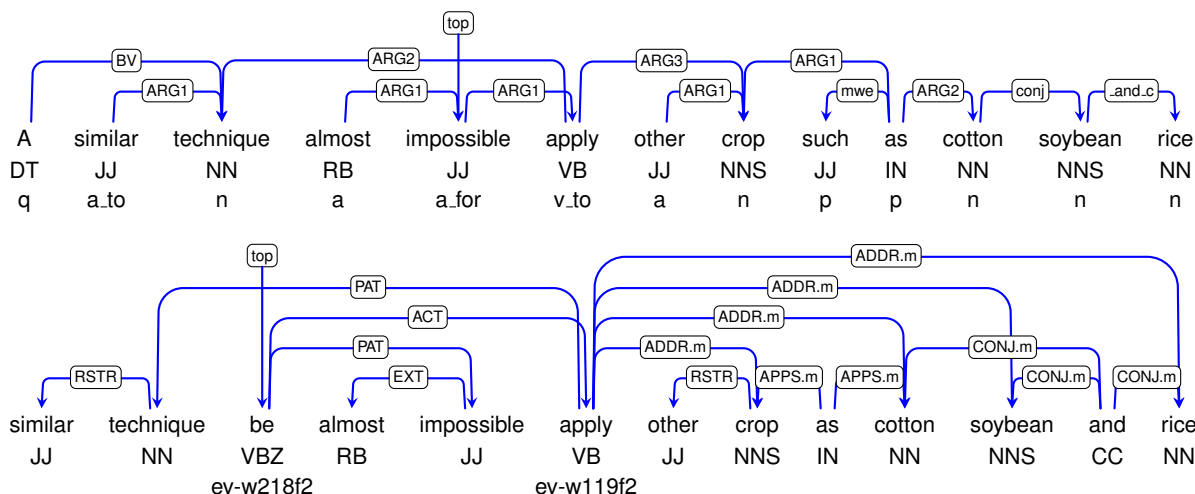 top
BV ARG2 ARG3 ARG1
ARG1 ARG1 ARG1 ARG1 mwe ARG2 conj _and_c
A similar technique almost impossible apply other crop such as cotton soybean rice
DT JJ NN RB JJ VB JJ NNS JJ IN NN NNS NN
q a_to n a a_for v_to a n p p n n n
top ADDR.m
PAT ADDR.m
ACT ADDR.m
PAT ADDR.m CONJ.m
RSTR EXT RSTR APPS.m APPS.m CONJ.m CONJ.m
similar technique be almost impossible apply other crop as cotton soybean and rice
JJ NN VBZ RB JJ VB JJ NNS IN NN NNS CC NN
ev-w218f2 ev-w119f2